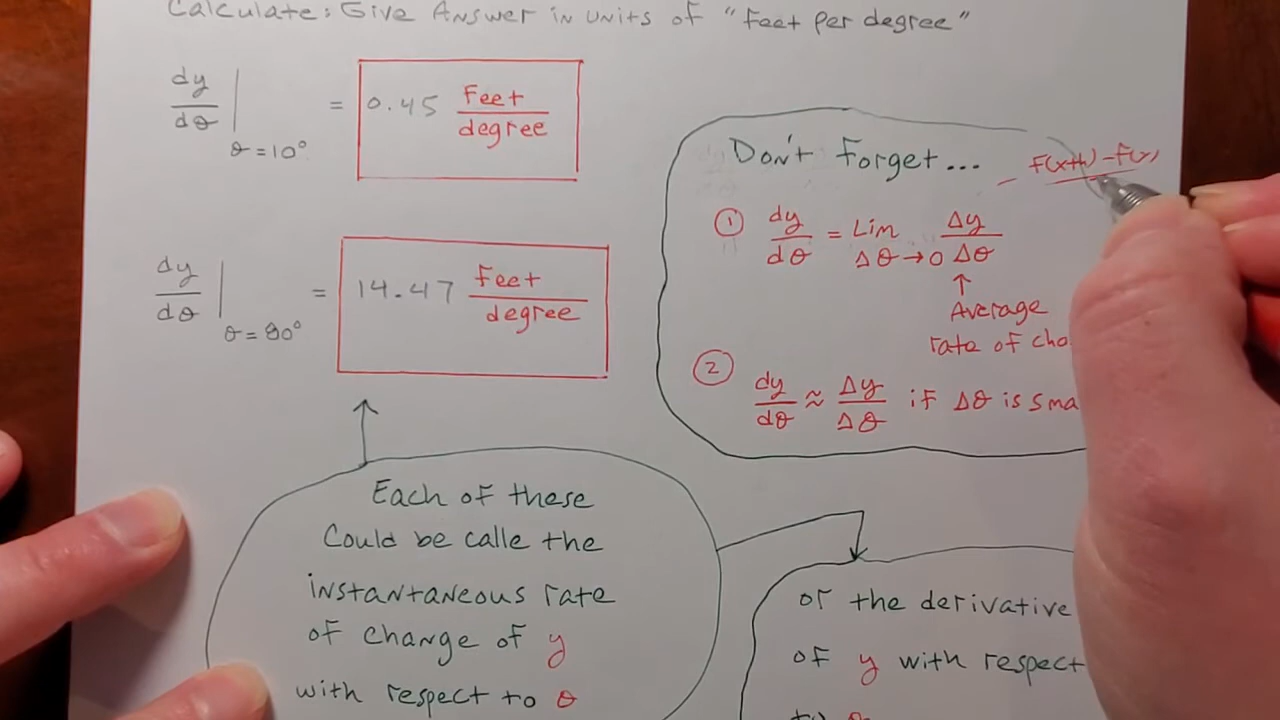 Calculate: Give Answer in units of "feet per degree"
dy
dθ
θ = 10°
= 0.45 Feet
degree
dy
dθ
θ = 80°
= 14.47 Feet
degree
Don't Forget...
F(x+h) - F(x)
① dy
dθ
= Lim
Δθ → 0
Δy
Δθ
↑
Average
rate of cha
② dy
dθ
≈ Δy
Δθ
if Δθ is sma
Each of these
Could be calle the
instantaneous rate
of change of y
with respect to θ
or the derivative
of y with respect
to θ